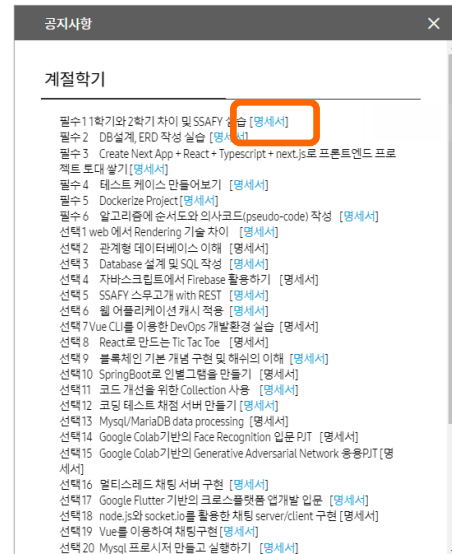 공지사항
계절학기
필수1 1학기와 2학기 차이 및 SSAFY 실습 [명세서]
필수2 DB설계, ERD 작성 실습 [명세서]
필수3 Create Next App + React + Typescript + next.js로 프론트엔드 프로
젝트 토대 쌓기 [명세서]
필수4 테스트 케이스 만들어보기 [명세서]
필수5 Dockerize Project [명세서]
필수6 알고리즘에 순서도와 의사코드(pseudo-code) 작성 [명세서]
선택1 web 에서 Rendering 기술 차이 [명세서]
선택2 관계형 데이터베이스 이해 [명세서]
선택3 Database 설계 및 SQL 작성 [명세서]
선택4 자바스크립트에서 Firebase 활용하기 [명세서]
선택5 SSAFY 스무고개 with REST [명세서]
선택6 웹 어플리케이션 캐시 적용 [명세서]
선택7 Vue CLI를 이용한 DevOps 개발환경 실습 [명세서]
선택8 React로 만드는 Tic Tac Toe [명세서]
선택9 블록체인 기본 개념 구현 및 해쉬의 이해 [명세서]
선택10 SpringBoot로 인별그램을 만들기 [명세서]
선택11 코드 개선을 위한 Collection 사용 [명세서]
선택12 코딩 테스트 채점 서버 만들기 [명세서]
선택13 Mysql/MariaDB data processing [명세서]
선택14 Google Colab기반의 Face Recognition 입문 PJT [명세서]
선택15 Google Colab기반의 Generative Adversarial Network 응용PJT [명
세서]
선택16 멀티스레드 채팅 서버 구현 [명세서]
선택17 Google Flutter 기반의 크로스플랫폼 앱개발 입문 [명세서]
선택18 node.js와 socket.io를 활용한 채팅 server/client 구현 [명세서]
선택19 Vue를 이용하여 채팅구현 [명세서]
선택20 Mysql 프로시저 만들고 실행하기 [명세서]